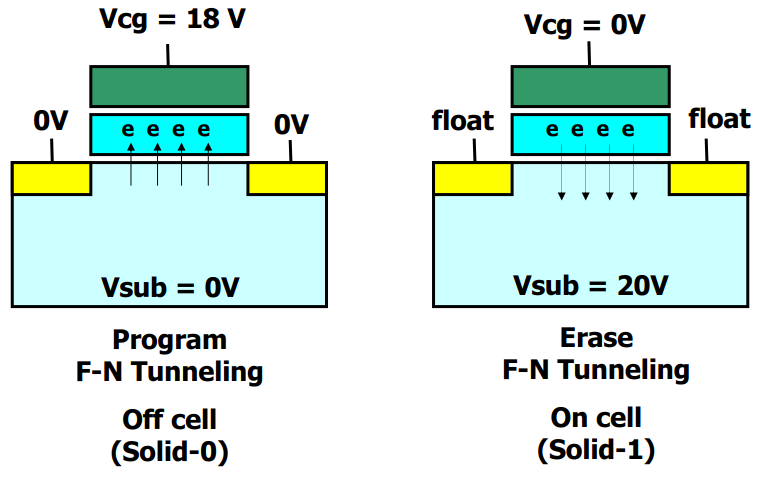 Vcg = 18 V
0V
0V
e e e e
Vsub = 0V
Program
F-N Tunneling
Off cell
(Solid-0)
Vcg = 0V
float
float
e e e e
Vsub = 20V
Erase
F-N Tunneling
On cell
(Solid-1)